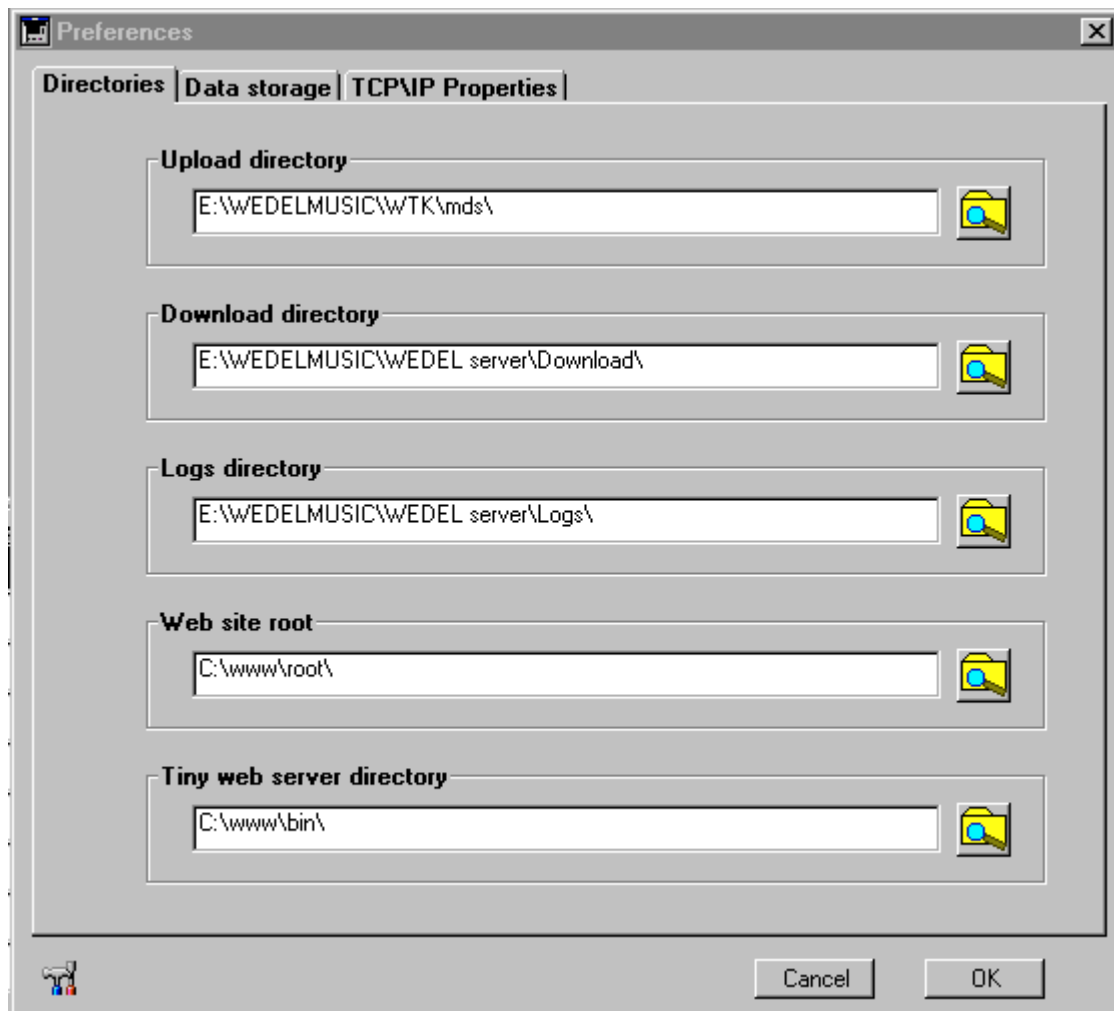 Preferences
Directories
Data storage
TCP\IP Properties
Upload directory
E:\WEDELMUSIC\WTK\mds\
Download directory
E:\WEDELMUSIC\WEDEL server\Download\
Logs directory
E:\WEDELMUSIC\WEDEL server\Logs\
Web site root
C:\www\root\
Tiny web server directory
C:\www\bin\
Cancel
OK